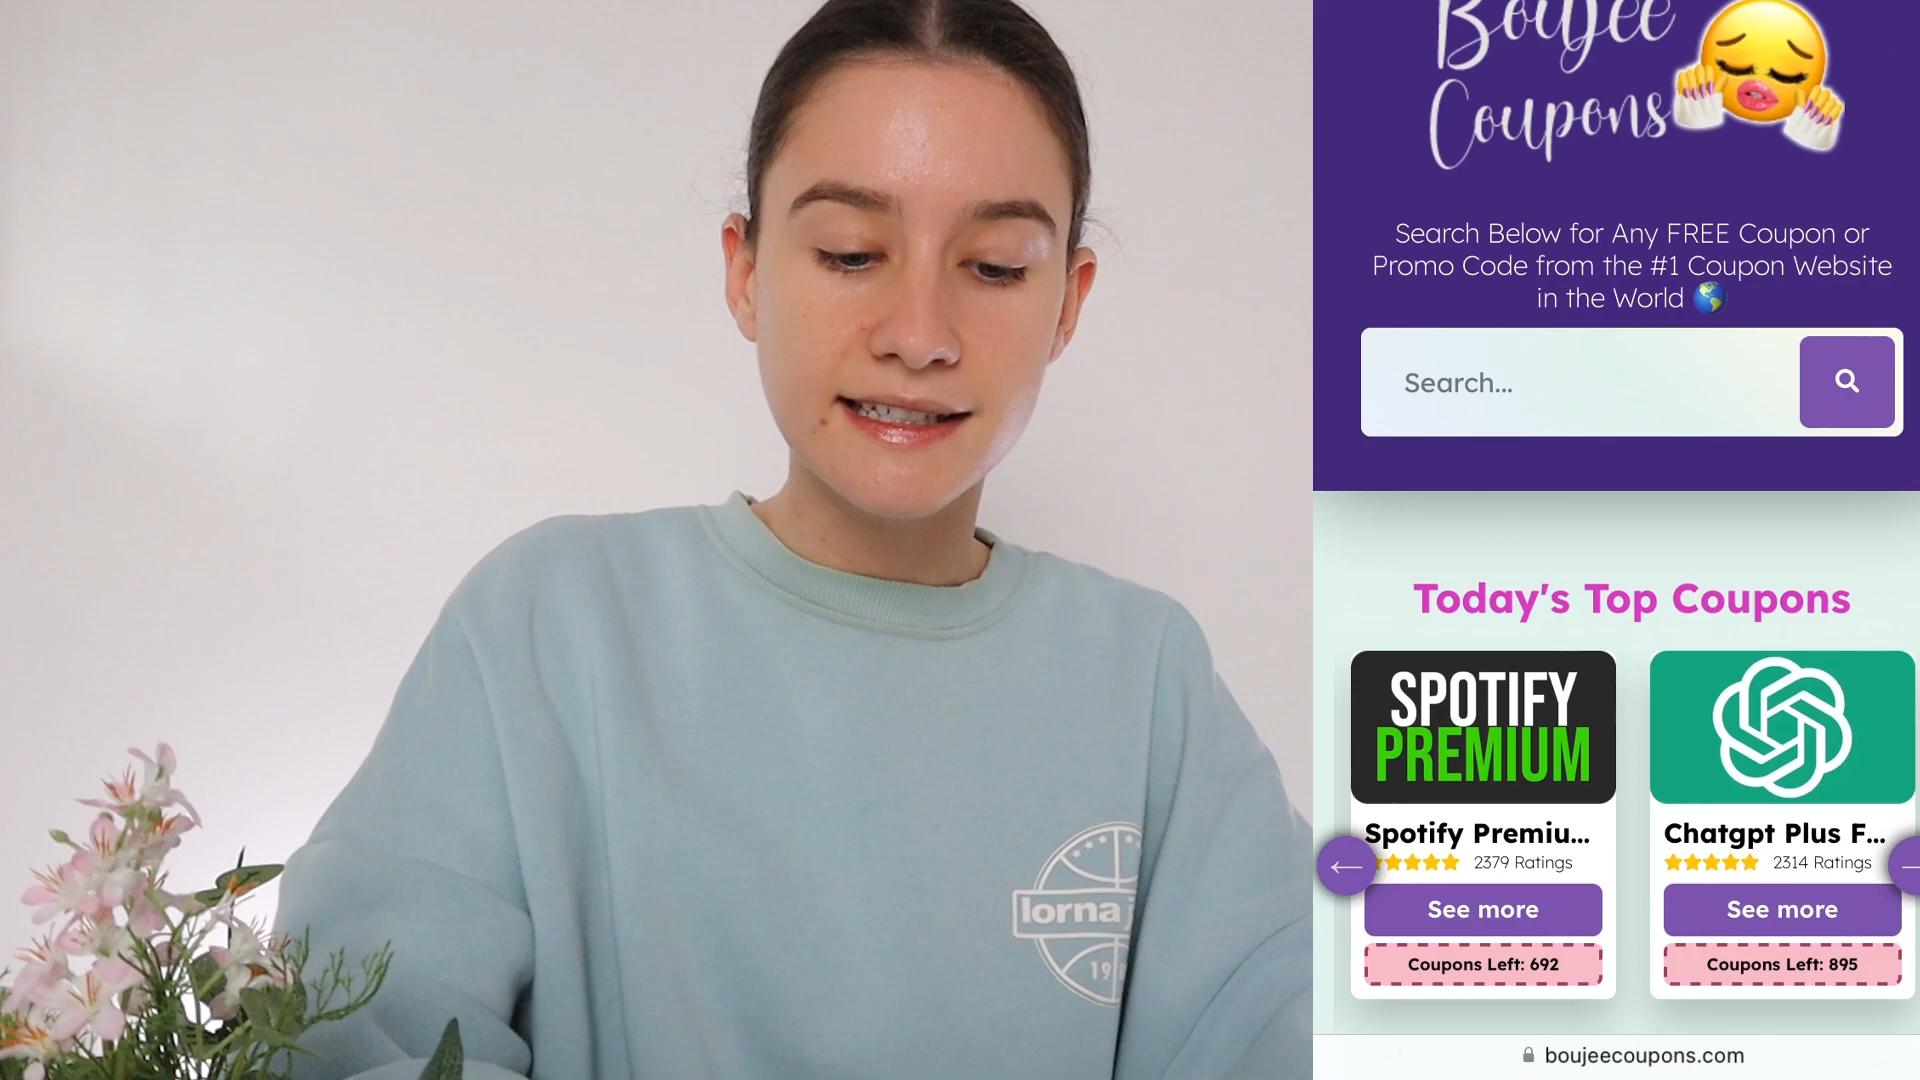 Boujee
Coupons
Search Below for Any FREE Coupon or
Promo Code from the #1 Coupon Website
in the World
Search...
Today's Top Coupons
SPOTIFY
PREMIUM
Spotify Premiu...
2379 Ratings
See more
Coupons Left: 692
Chatgpt Plus F...
2314 Ratings
See more
Coupons Left: 895
boujeecoupons.com
lorna
19